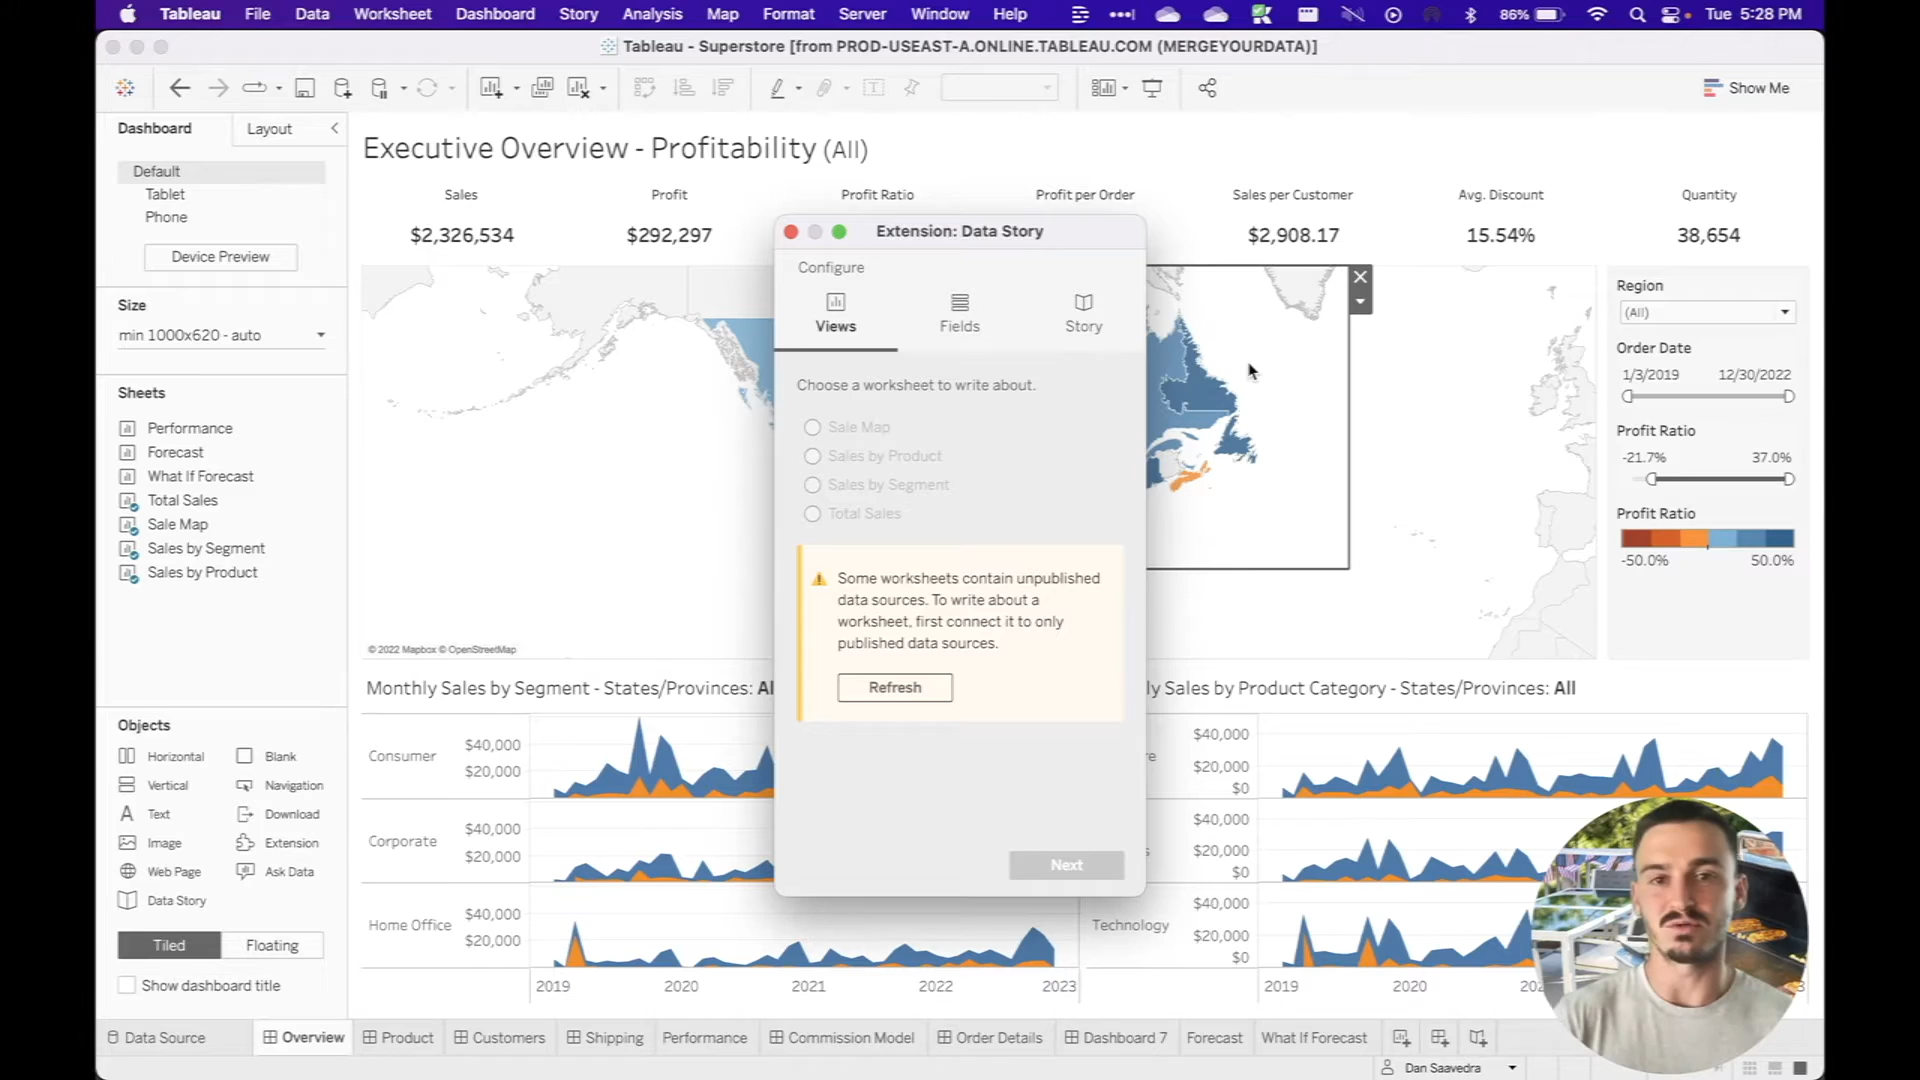 Tableau File Data Worksheet Dashboard Story Analysis Map Format Server Window Help 86% Tue 5:28 PM
Tableau - Superstore [from PROD-USEAST-A.ONLINE.TABLEAU.COM (MERGEYOURDATA)]
Show Me
Dashboard Layout
Default
Tablet
Phone
Device Preview
Size
min 1000x620 - auto
Sheets
Performance
Forecast
What If Forecast
Total Sales
Sale Map
Sales by Segment
Sales by Product
Objects
Horizontal Blank
Vertical Navigation
Text Download
Image Extension
Web Page Ask Data
Data Story
Tiled Floating
Show dashboard title
Executive Overview - Profitability (All)
Sales Profit Profit Ratio Profit per Order Sales per Customer Avg. Discount Quantity
$2,326,534 $292,297 $2,908.17 15.54% 38,654
Extension: Data Story
Configure
Views Fields Story
Choose a worksheet to write about.
Sale Map
Sales by Product
Sales by Segment
Total Sales
Some worksheets contain unpublished
data sources. To write about a
worksheet, first connect it to only
published data sources.
Refresh
Next
Region
(All)
Order Date
1/3/2019 12/30/2022
Profit Ratio
-21.7% 37.0%
Profit Ratio
-50.0% 50.0%
© 2022 Mapbox © OpenStreetMap
Monthly Sales by Segment - States/Provinces: Al
Consumer $40,000
$20,000
Corporate $40,000
$20,000
Home Office $40,000
$20,000
2019 2020 2021 2022 2023
ly Sales by Product Category - States/Provinces: All
re $40,000
$20,000
$0
s $40,000
$20,000
$0
Technology $40,000
$20,000
$0
2019 2020
Data Source Overview Product Customers Shipping Performance Commission Model Order Details Dashboard 7 Forecast What If Forecast
Dan Saavedra